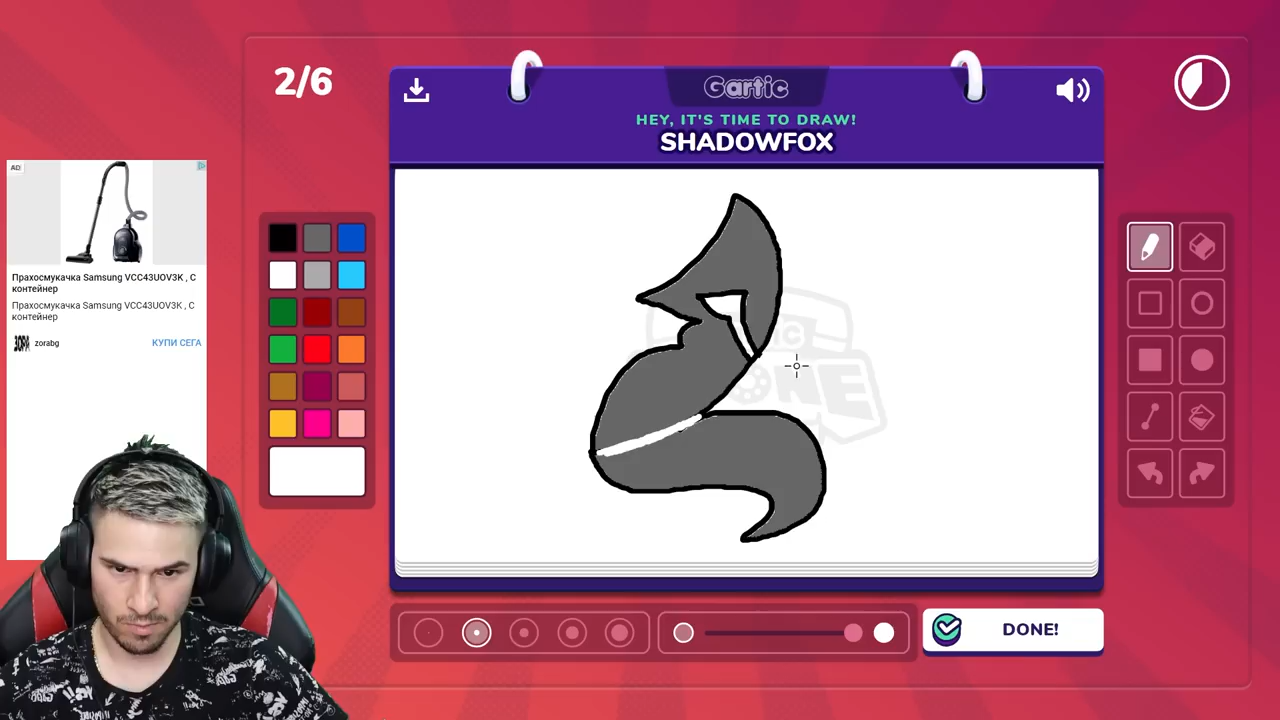 2/6
Gartic
HEY, IT'S TIME TO DRAW!
SHADOWFOX
AD
Прахосмукачка Samsung VCC43UOV3K , С
контейнер
Прахосмукачка Samsung VCC43UOV3K , С
контейнер
zorabg
КУПИ СЕГА
DONE!